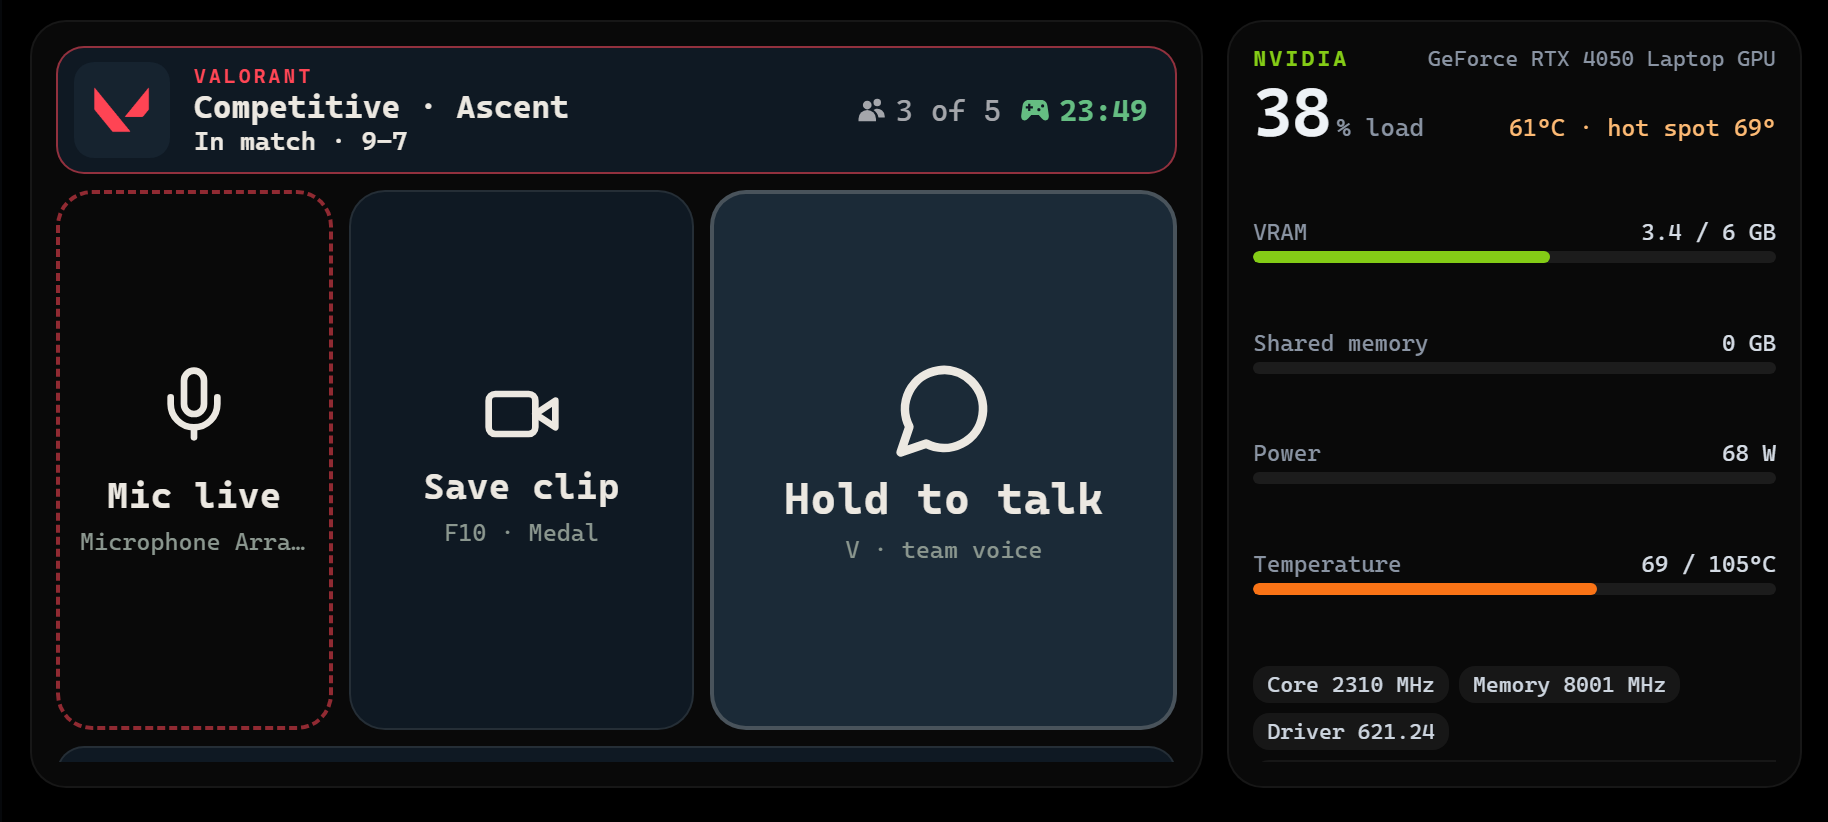 VALORANT
Competitive · Ascent
In match · 9–7
3 of 5 23:49
Mic live
Microphone Arra…
Save clip
F10 · Medal
Hold to talk
V · team voice
NVIDIA GeForce RTX 4050 Laptop GPU
38% load 61°C · hot spot 69°
VRAM 3.4 / 6 GB
Shared memory 0 GB
Power 68 W
Temperature 69 / 105°C
Core 2310 MHz Memory 8001 MHz
Driver 621.24